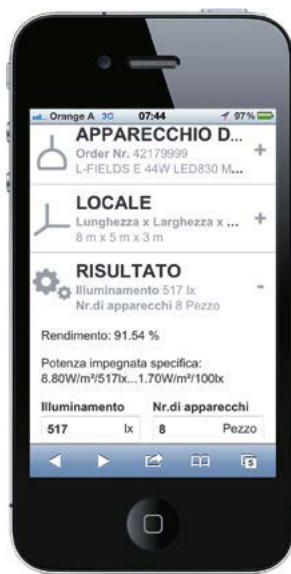 Orange A 3G 07:44 97%
APPARECCHIO D...
Order Nr. 42179999
L-FIELDS E 44W LED830 M...
+
LOCALE
Lunghezza x Larghezza x ...
8 m x 5 m x 3 m
+
RISULTATO
Illuminamento 517 lx
Nr.di apparecchi 8 Pezzo
-
Rendimento: 91.54 %
Potenza impegnata specifica:
8.80W/m²/517lx...1.70W/m²/100lx
Illuminamento Nr.di apparecchi
517 lx 8 Pezzo
5